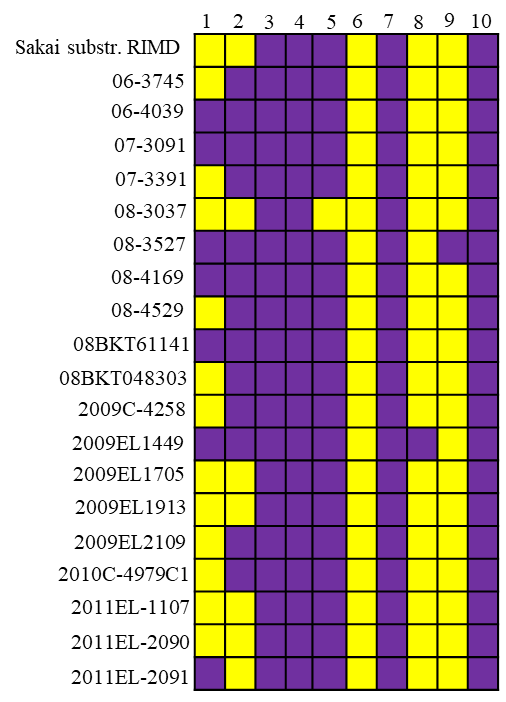 1 2 3 4 5 6 7 8 9 10
Sakai substr. RIMD
06-3745
06-4039
07-3091
07-3391
08-3037
08-3527
08-4169
08-4529
08BKT61141
08BKT048303
2009C-4258
2009EL1449
2009EL1705
2009EL1913
2009EL2109
2010C-4979C1
2011EL-1107
2011EL-2090
2011EL-2091